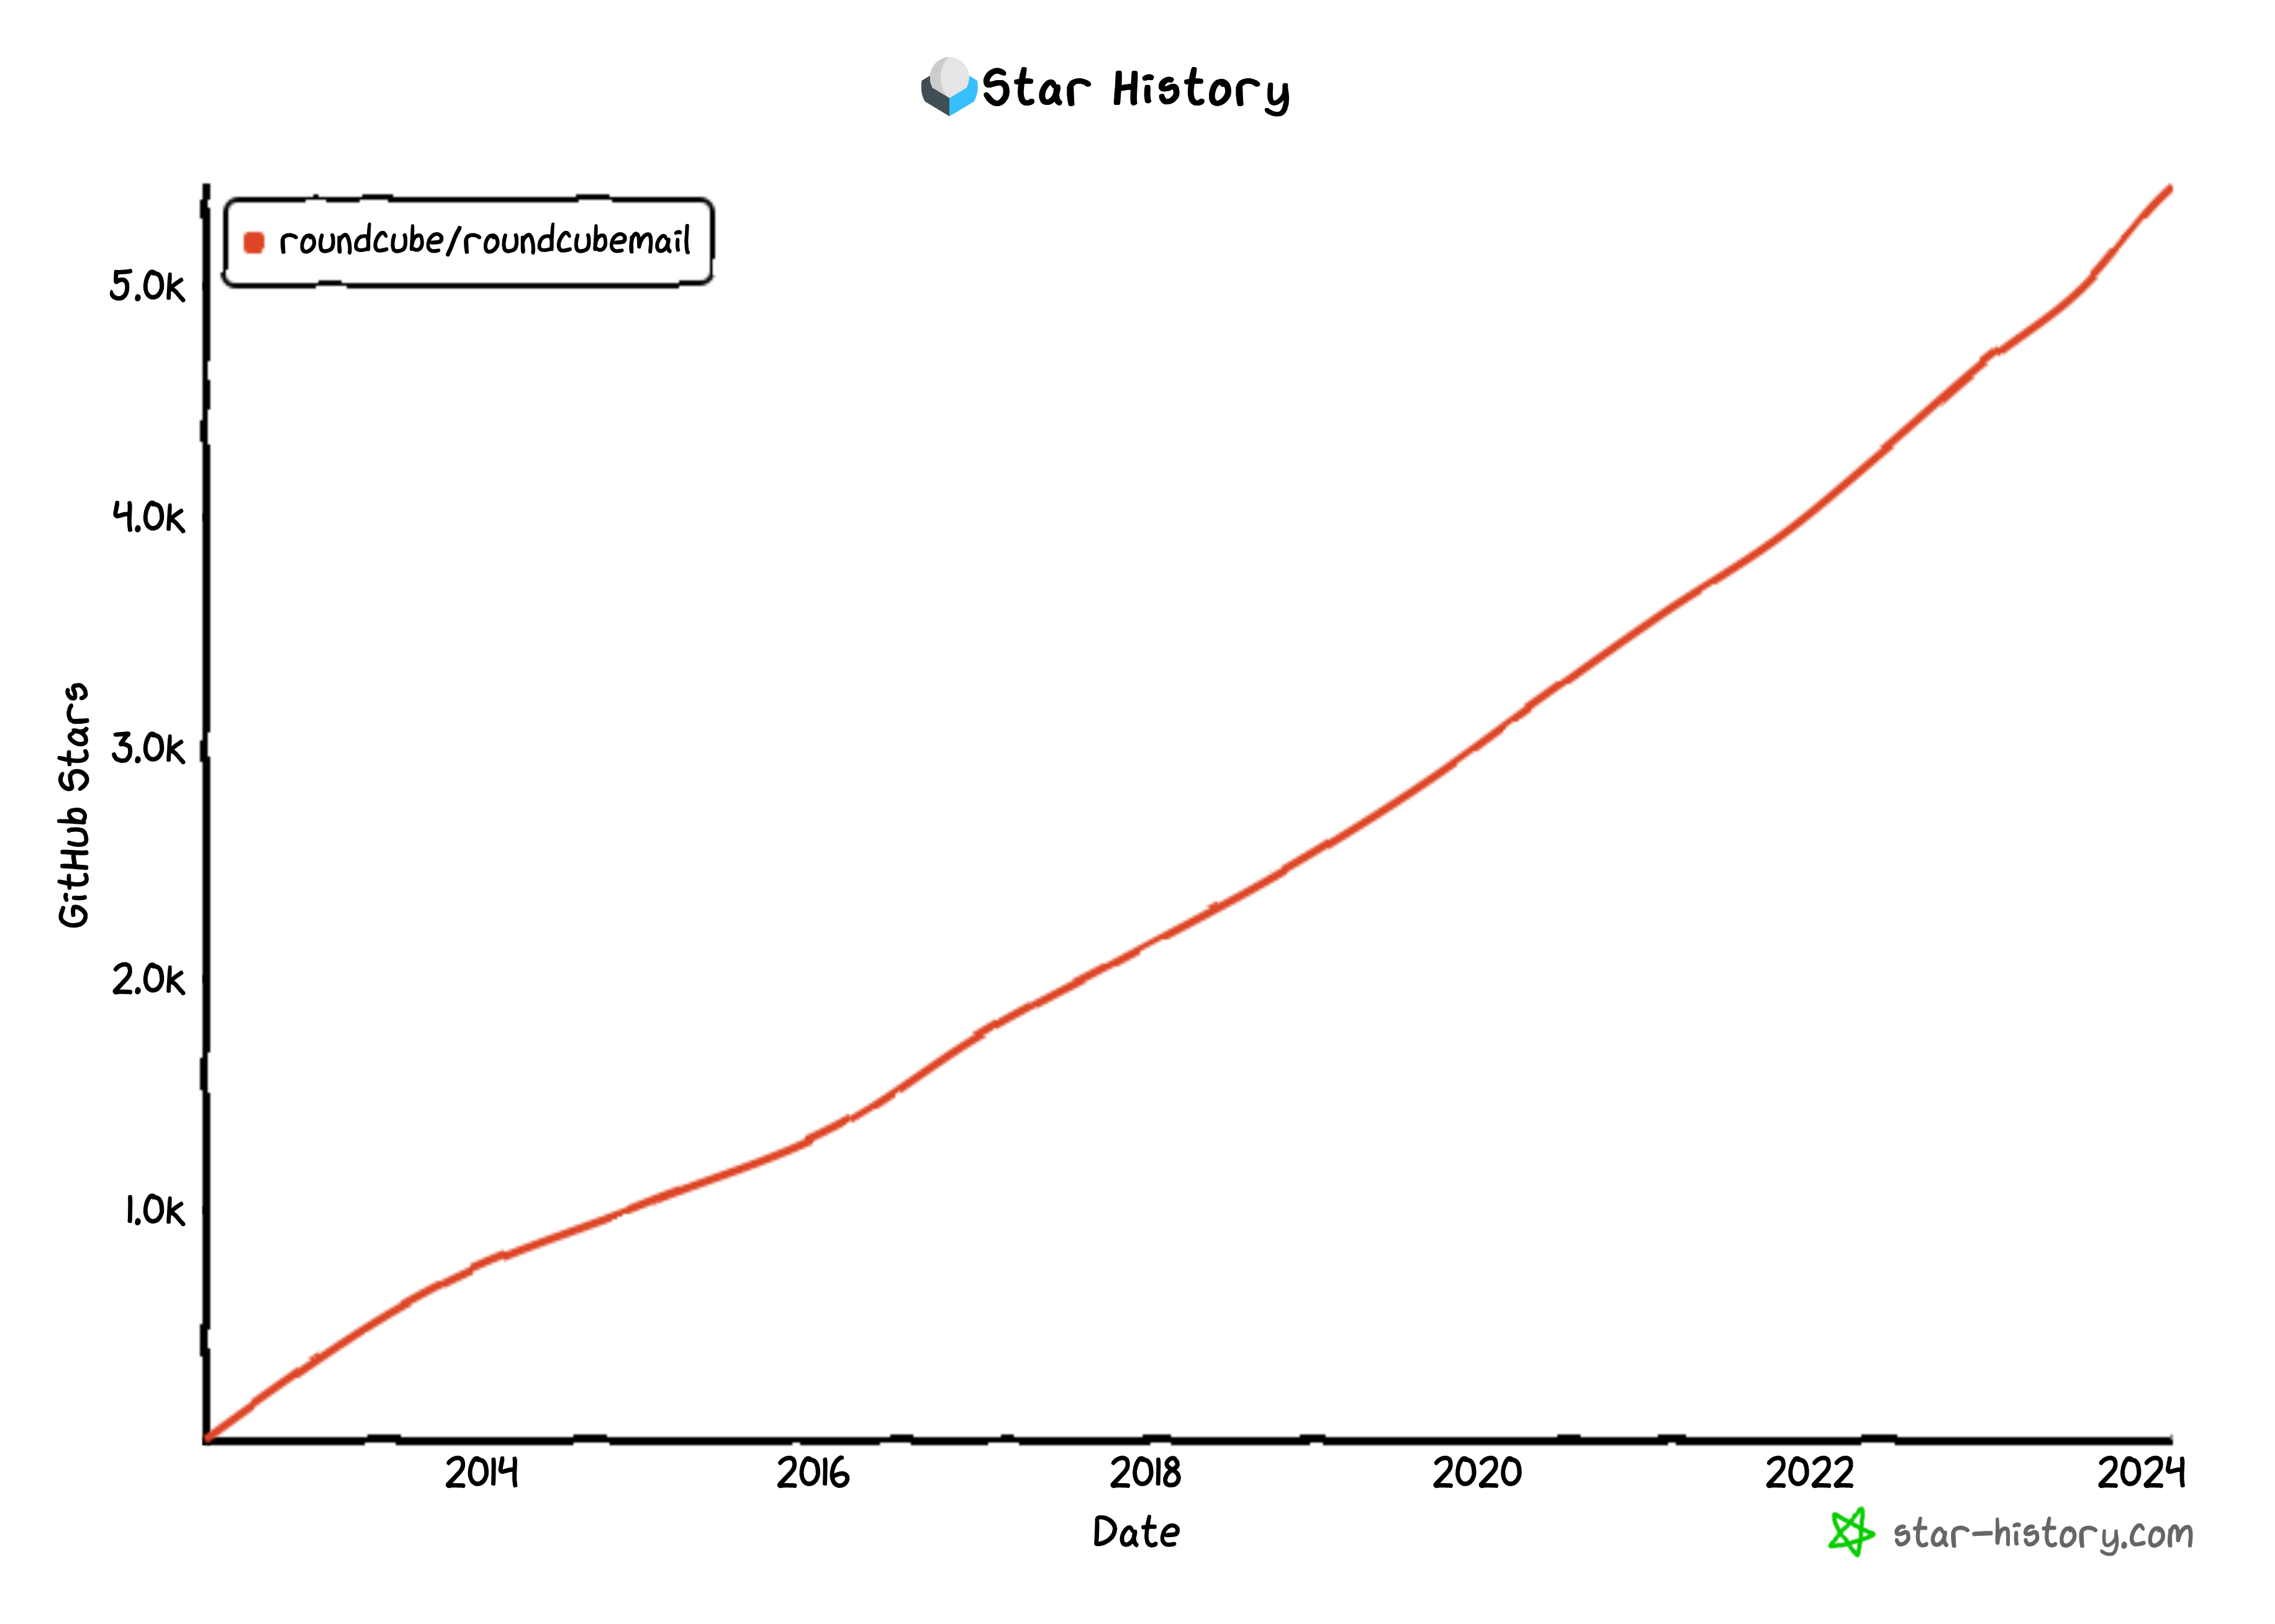 Star History
roundcube/roundcubemail
5.0K
4.0K
3.0K
2.0K
1.0K
GitHub Stars
2014
2016
2018
2020
2022
2024
Date
star-history.com